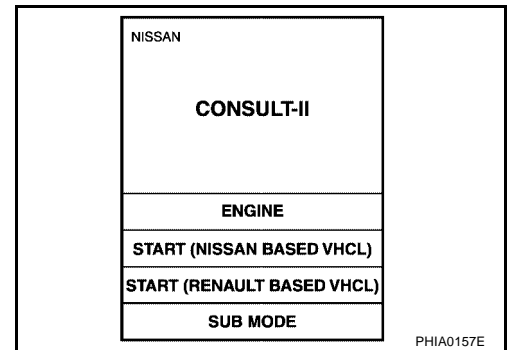 NISSAN
CONSULT-II
ENGINE
START (NISSAN BASED VHCL)
START (RENAULT BASED VHCL)
SUB MODE
PHIA0157E